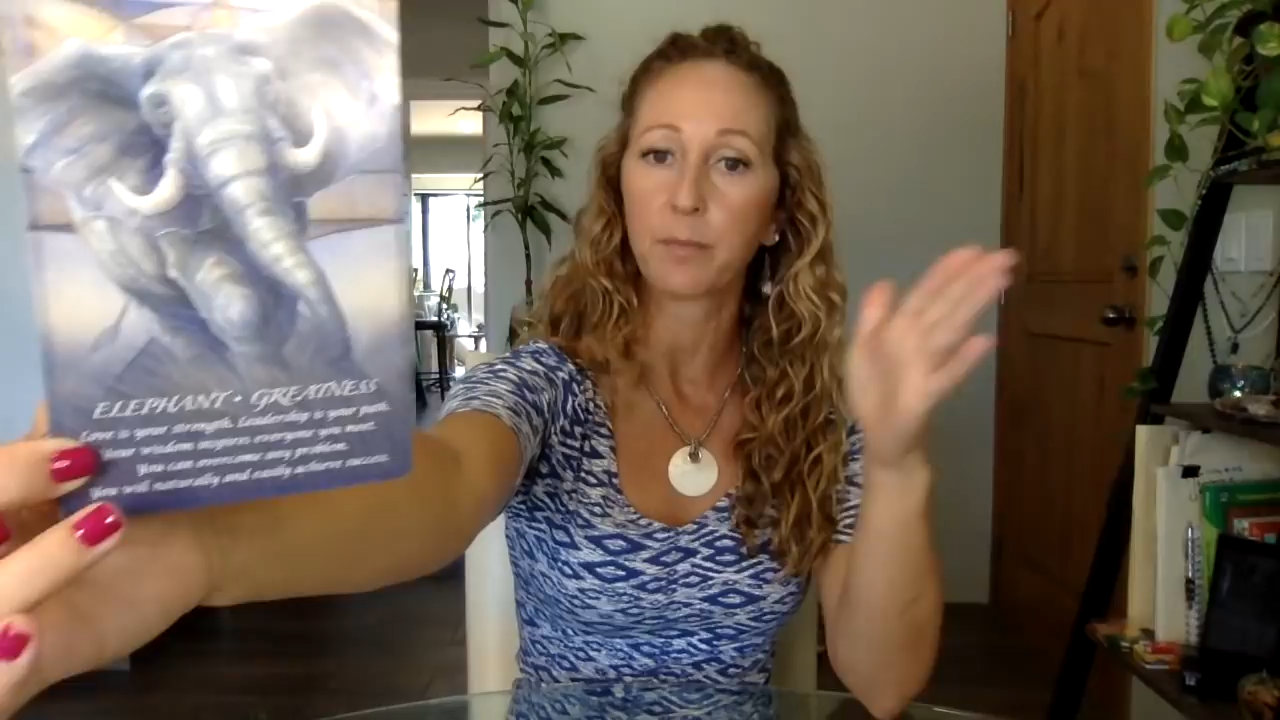 ELEPHANT • GREATNESS
Love is your strength. Leadership is your path.
Your wisdom inspires everyone you meet.
You can overcome any problem.
You will naturally and easily achieve success.